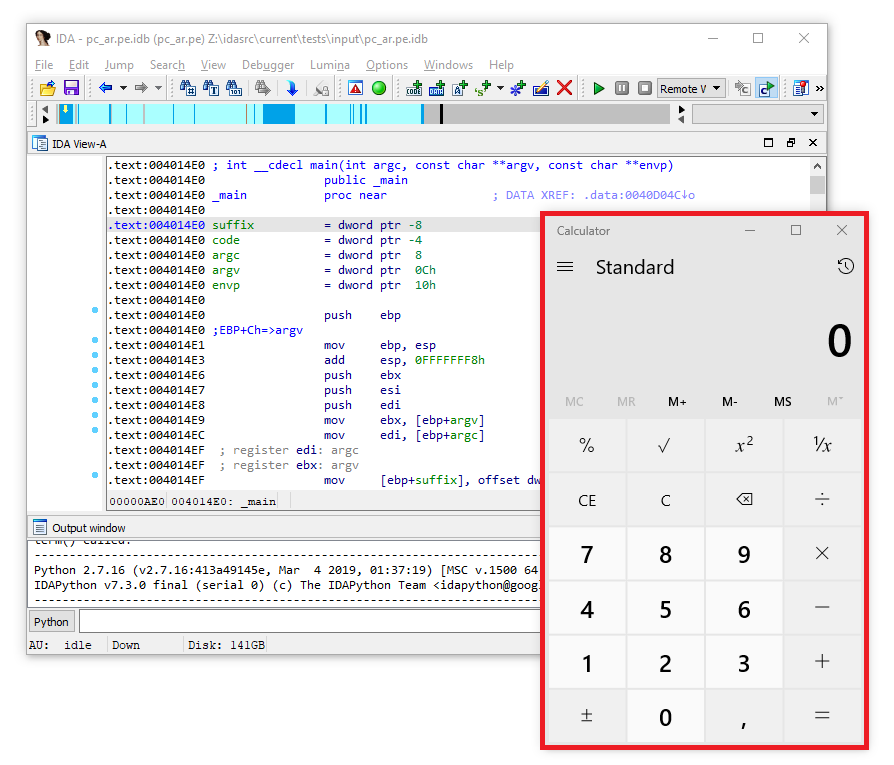 IDA - pc_ar.pe.idb (pc_ar.pe) Z:\idasrc\current\tests\input\pc_ar.pe.idb
File Edit Jump Search View Debugger Lumina Options Windows Help
Remote V
IDA View-A
.text:004014E0 ; int __cdecl main(int argc, const char **argv, const char **envp)
.text:004014E0 public _main
.text:004014E0 _main proc near ; DATA XREF: .data:0040D04C↓o
.text:004014E0
.text:004014E0 suffix = dword ptr -8
.text:004014E0 code = dword ptr -4
.text:004014E0 argc = dword ptr 8
.text:004014E0 argv = dword ptr 0Ch
.text:004014E0 envp = dword ptr 10h
.text:004014E0
.text:004014E0 push ebp
.text:004014E0 ;EBP+Ch=>argv
.text:004014E1 mov ebp, esp
.text:004014E3 add esp, 0FFFFFFF8h
.text:004014E6 push ebx
.text:004014E7 push esi
.text:004014E8 push edi
.text:004014E9 mov ebx, [ebp+argv]
.text:004014EC mov edi, [ebp+argc]
.text:004014EF ; register edi: argc
.text:004014EF ; register ebx: argv
.text:004014EF mov [ebp+suffix], offset dw
00000AE0 004014E0: _main
Output window
term() called.
Python 2.7.16 (v2.7.16:413a49145e, Mar 4 2019, 01:37:19) [MSC v.1500 64
IDAPython v7.3.0 final (serial 0) (c) The IDAPython Team <idapython@goog
Python
AU: idle Down Disk: 141GB
Calculator
Standard
0
MC MR M+ M- MS M˅
% √ x² ¹/x
CE C ÷
7 8 9 ×
4 5 6 −
1 2 3 +
± 0 , =